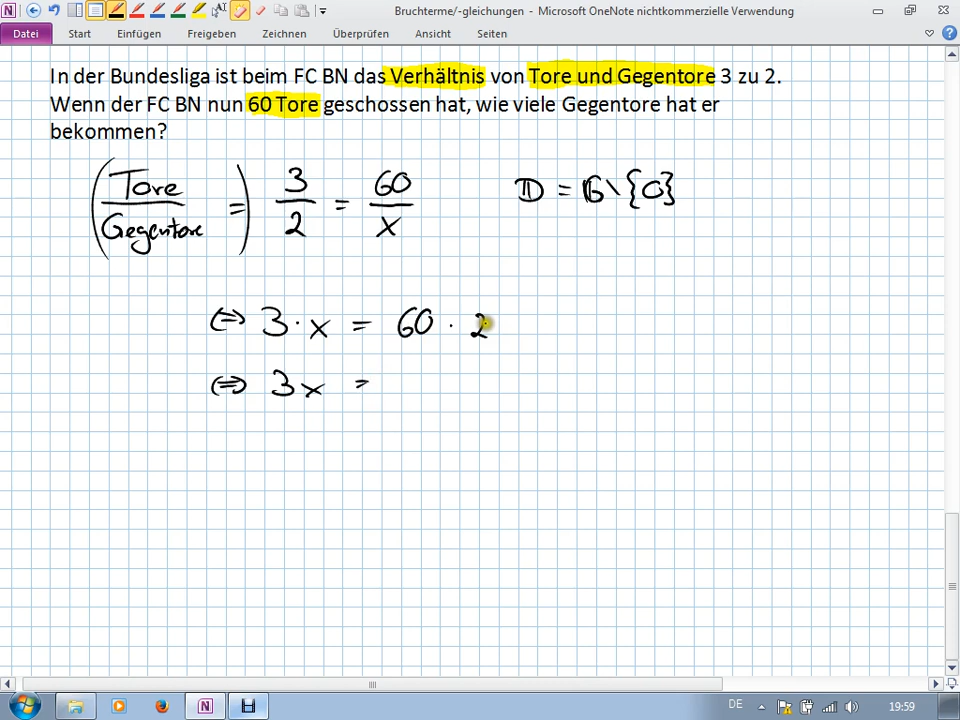 Bruchterme/-gleichungen - Microsoft OneNote nichtkommerzielle Verwendung
Datei Start Einfügen Freigeben Zeichnen Überprüfen Ansicht Seiten
In der Bundesliga ist beim FC BN das Verhältnis von Tore und Gegentore 3 zu 2.
Wenn der FC BN nun 60 Tore geschossen hat, wie viele Gegentore hat er
bekommen?
(Tore/Gegentore =) 3/2 = 60/x D = G\{0}
⇔ 3 · x = 60 · 2
⇔ 3x =
DE 19:59